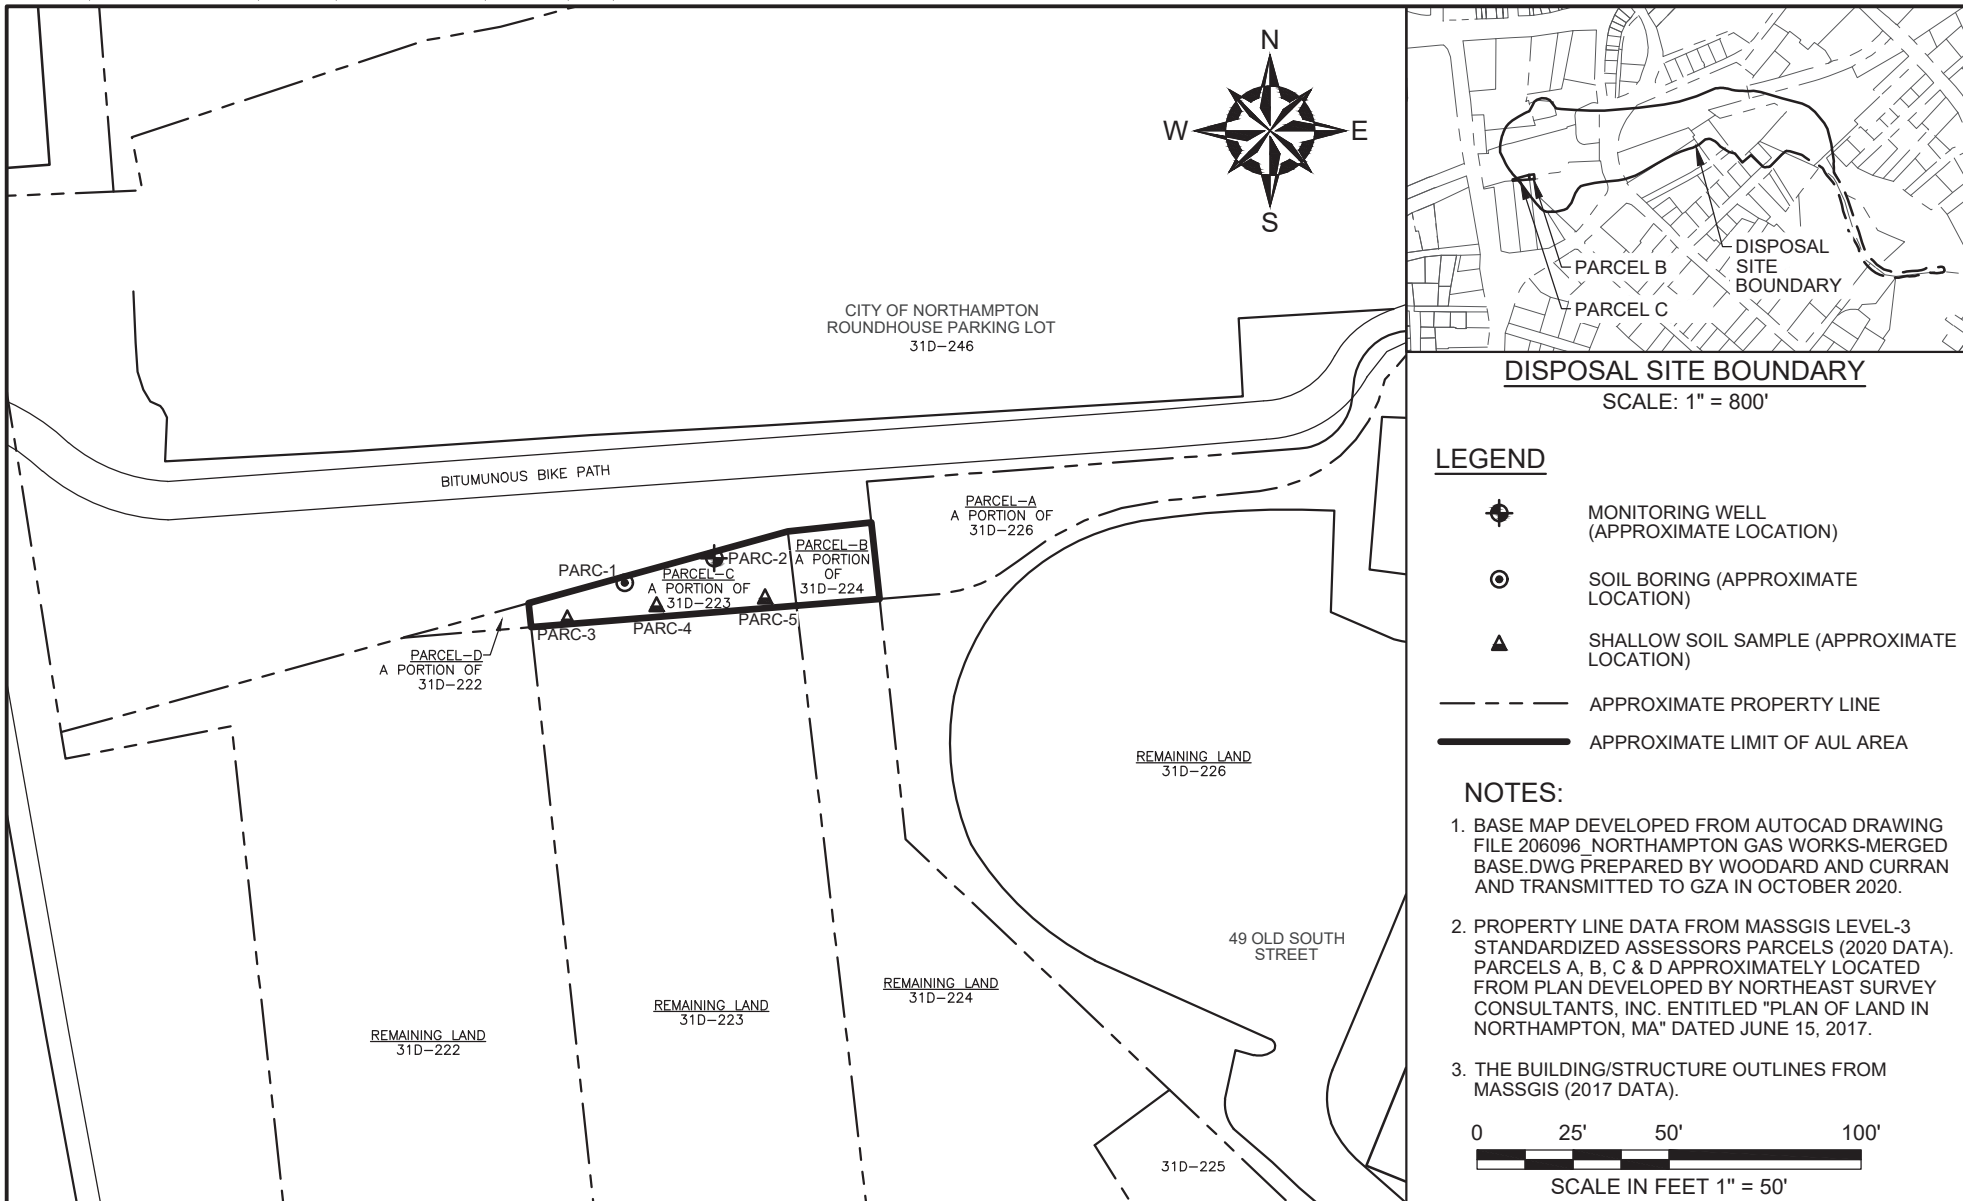 N
W
E
S
CITY OF NORTHAMPTON
ROUNDHOUSE PARKING LOT
31D-246
BITUMUNOUS BIKE PATH
PARCEL-A
A PORTION OF
31D-226
PARCEL-B
A PORTION
OF
31D-224
PARC-2
PARC-1
PARCEL-C
A PORTION OF
31D-223
PARC-3
PARC-4
PARC-5
PARCEL-D
A PORTION OF
31D-222
REMAINING LAND
31D-226
49 OLD SOUTH
STREET
REMAINING LAND
31D-224
REMAINING LAND
31D-223
REMAINING LAND
31D-222
31D-225
PARCEL B
PARCEL C
DISPOSAL
SITE
BOUNDARY
DISPOSAL SITE BOUNDARY
SCALE: 1" = 800'
LEGEND
MONITORING WELL
(APPROXIMATE LOCATION)
SOIL BORING (APPROXIMATE
LOCATION)
SHALLOW SOIL SAMPLE (APPROXIMATE
LOCATION)
APPROXIMATE PROPERTY LINE
APPROXIMATE LIMIT OF AUL AREA
NOTES:
1. BASE MAP DEVELOPED FROM AUTOCAD DRAWING
FILE 206096_NORTHAMPTON GAS WORKS-MERGED
BASE.DWG PREPARED BY WOODARD AND CURRAN
AND TRANSMITTED TO GZA IN OCTOBER 2020.
2. PROPERTY LINE DATA FROM MASSGIS LEVEL-3
STANDARDIZED ASSESSORS PARCELS (2020 DATA).
PARCELS A, B, C & D APPROXIMATELY LOCATED
FROM PLAN DEVELOPED BY NORTHEAST SURVEY
CONSULTANTS, INC. ENTITLED "PLAN OF LAND IN
NORTHAMPTON, MA" DATED JUNE 15, 2017.
3. THE BUILDING/STRUCTURE OUTLINES FROM
MASSGIS (2017 DATA).
0 25' 50' 100'
SCALE IN FEET 1" = 50'